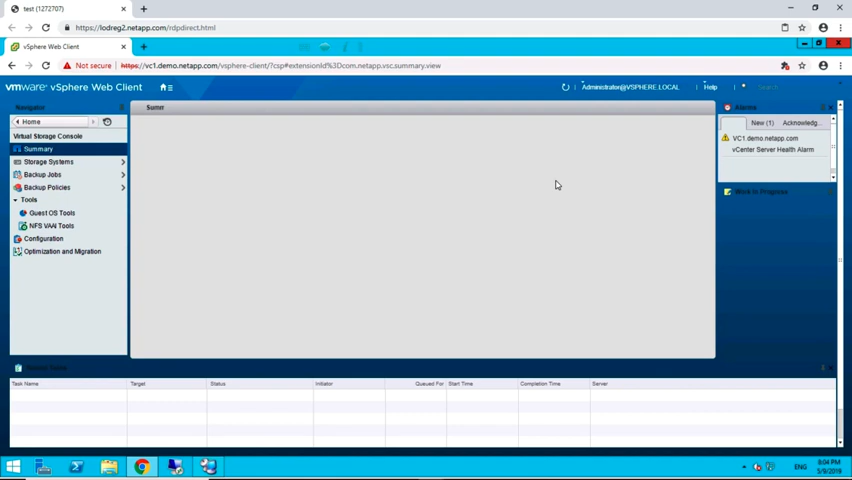 test (1272707)
https://lodreg2.netapp.com/rdpdirect.html
vSphere Web Client
Not secure https://vc1.demo.netapp.com/vsphere-client/?csp#extensionId%3Dcom.netapp.vsc.summary.view
vmware® vSphere Web Client
Administrator@VSPHERE.LOCAL
Help
Search
Navigator
Home
Virtual Storage Console
Summary
Storage Systems
Backup Jobs
Backup Policies
Tools
Guest OS Tools
NFS VAAI Tools
Configuration
Optimization and Migration
Summ
Alarms
New (1) Acknowledg...
VC1.demo.netapp.com
vCenter Server Health Alarm
Work In Progress
Recent Tasks
Task Name Target Status Initiator Queued For Start Time Completion Time Server
ENG
8:04 PM
5/9/2019